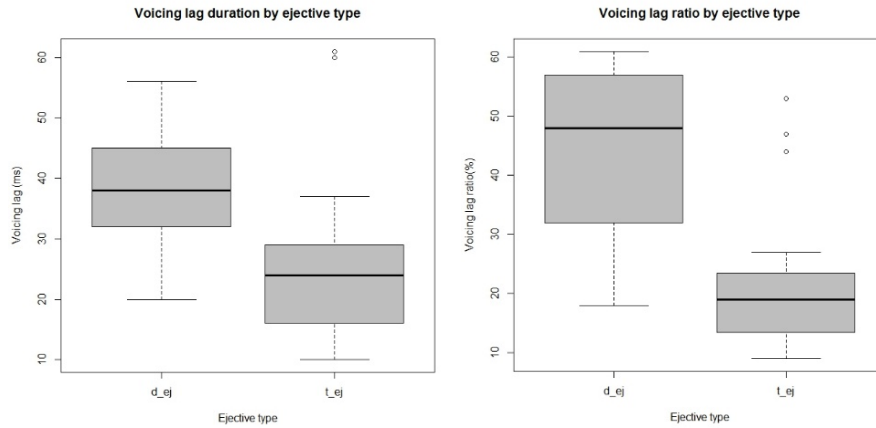 Voicing lag duration by ejective type
Voicing lag (ms)
60
50
40
30
20
10
d_ej
t_ej
Ejective type
Voicing lag ratio by ejective type
Voicing lag ratio(%)
60
50
40
30
20
10
d_ej
t_ej
Ejective type